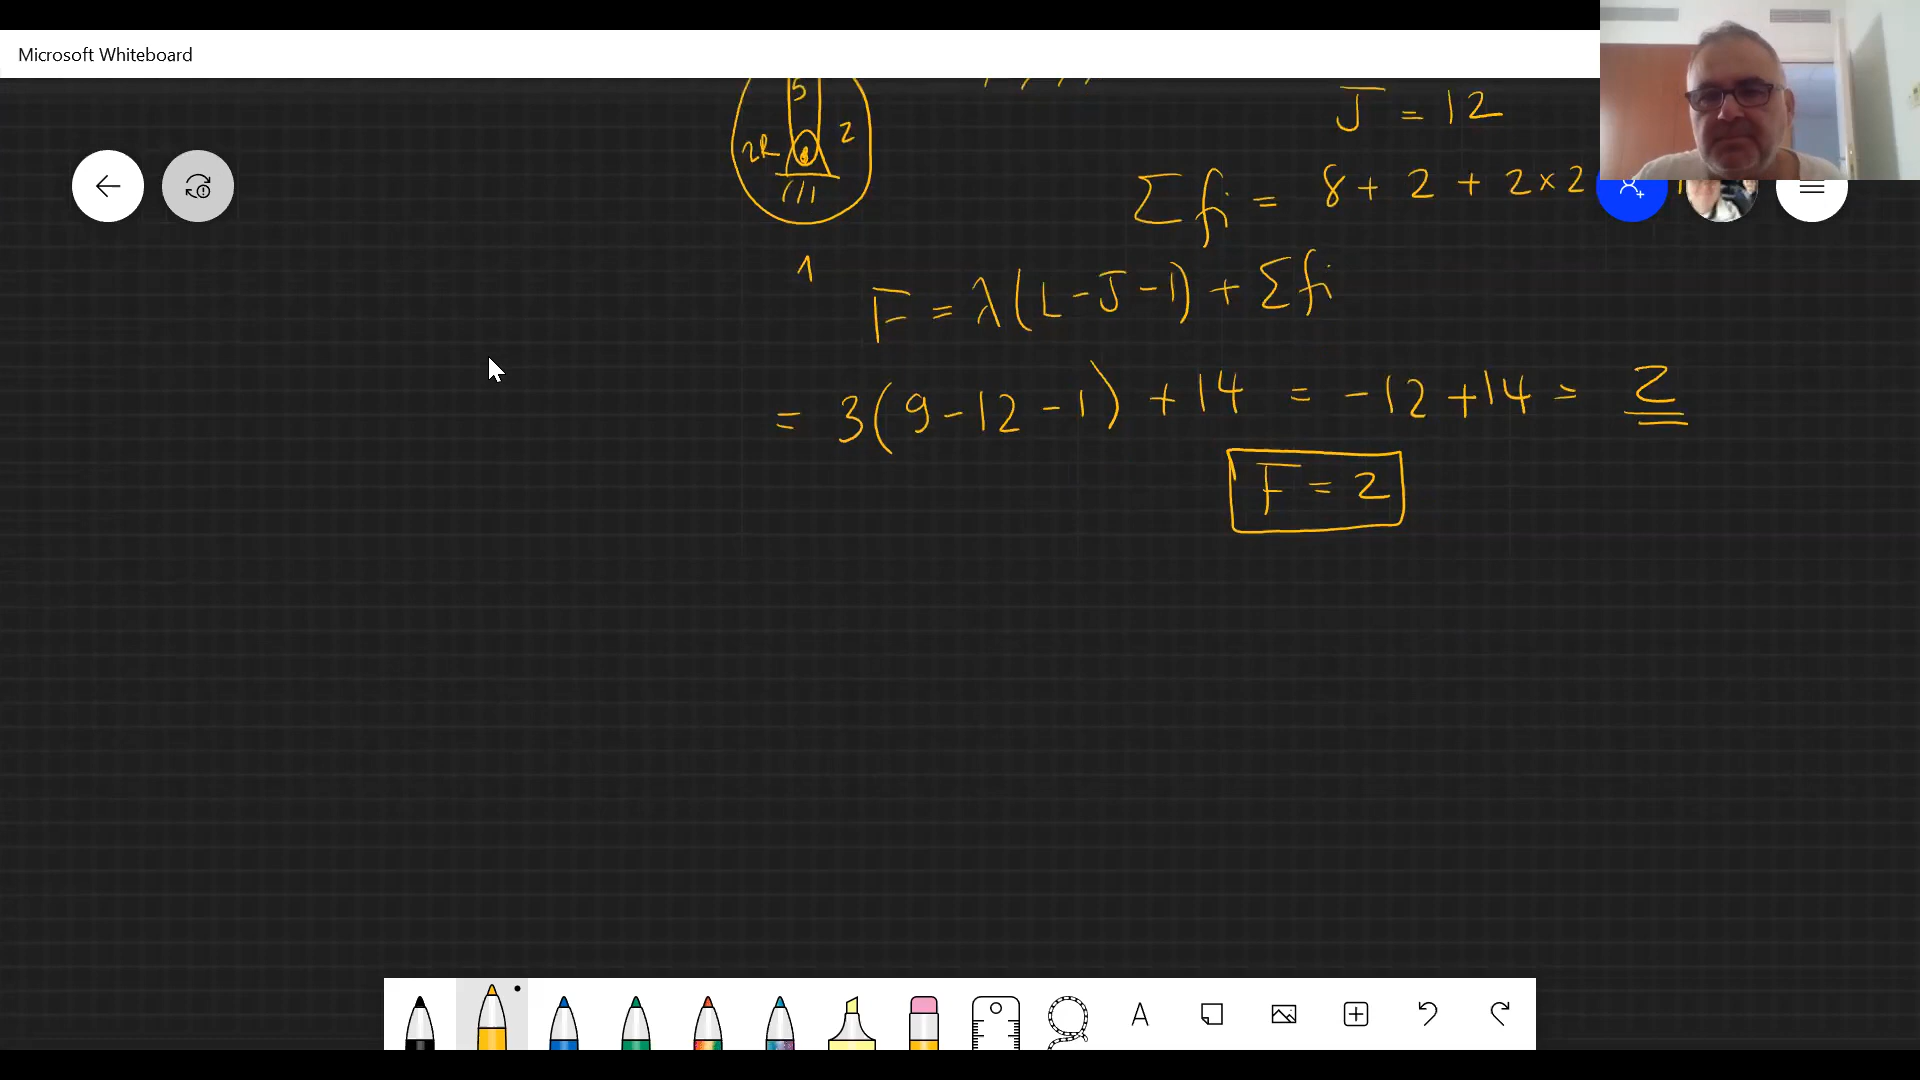 Microsoft Whiteboard
5
2R 2
1
J = 12
Σfi = 8 + 2 + 2×2
F = λ(L-J-1) + Σfi
= 3(9-12-1) + 14 = -12+14 = 2
F = 2
A